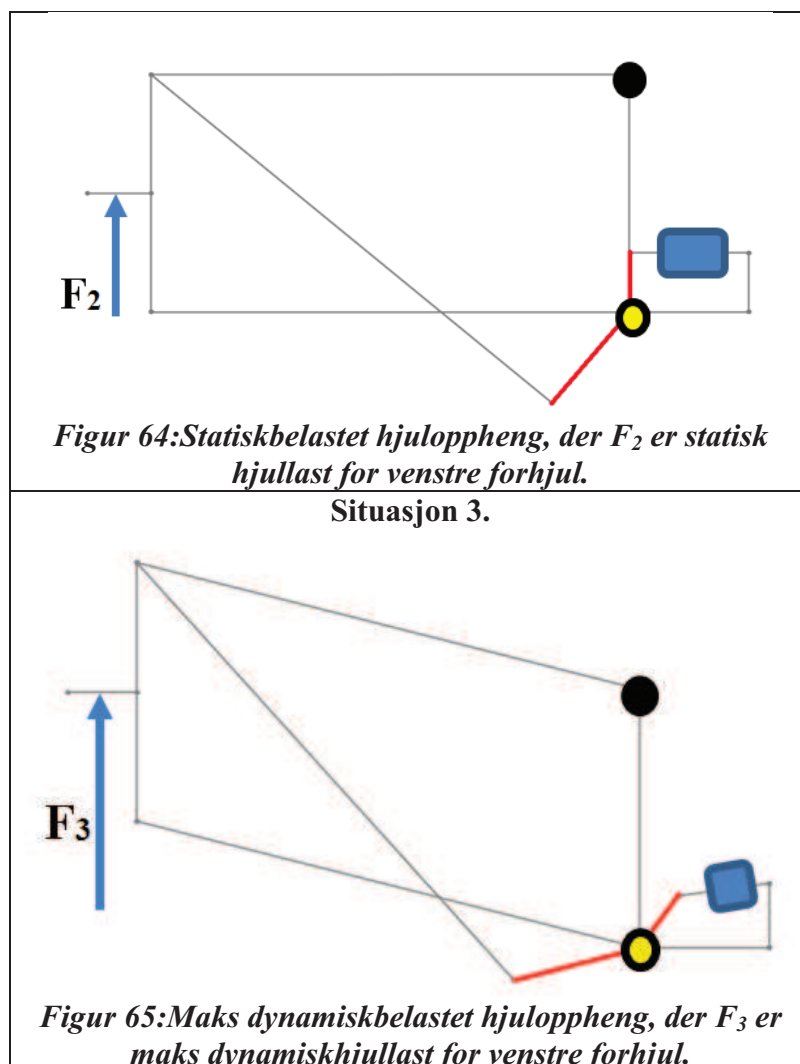 F2
Figur 64:Statiskbelastet hjuloppheng, der F2 er statisk
hjullast for venstre forhjul.
Situasjon 3.
F3
Figur 65:Maks dynamiskbelastet hjuloppheng, der F3 er
maks dynamiskhjullast for venstre forhjul.